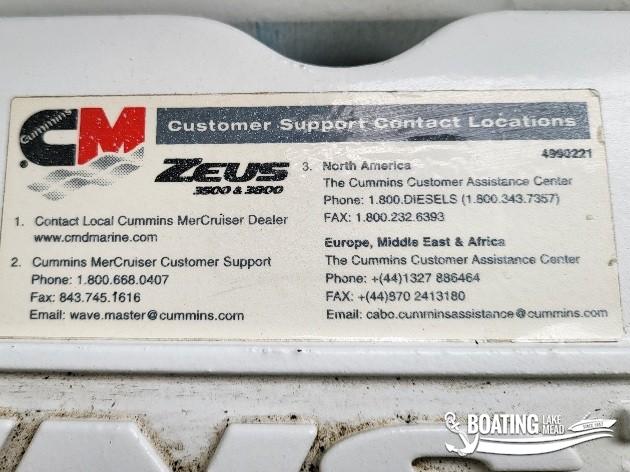 Cummins
CM
Customer Support Contact Locations
4990221
ZEUS
3500 & 3800
1. Contact Local Cummins MerCruiser Dealer
www.cmdmarine.com
2. Cummins MerCruiser Customer Support
Phone: 1.800.668.0407
Fax: 843.745.1616
Email: wave.master@cummins.com
3. North America
The Cummins Customer Assistance Center
Phone: 1.800.DIESELS (1.800.343.7357)
FAX: 1.800.232.6393
Europe, Middle East & Africa
The Cummins Customer Assistance Center
Phone: +(44)1327 886464
FAX: +(44)870 2413180
Email: cabo.cumminsassistance@cummins.com
BOATING LAKE MEAD